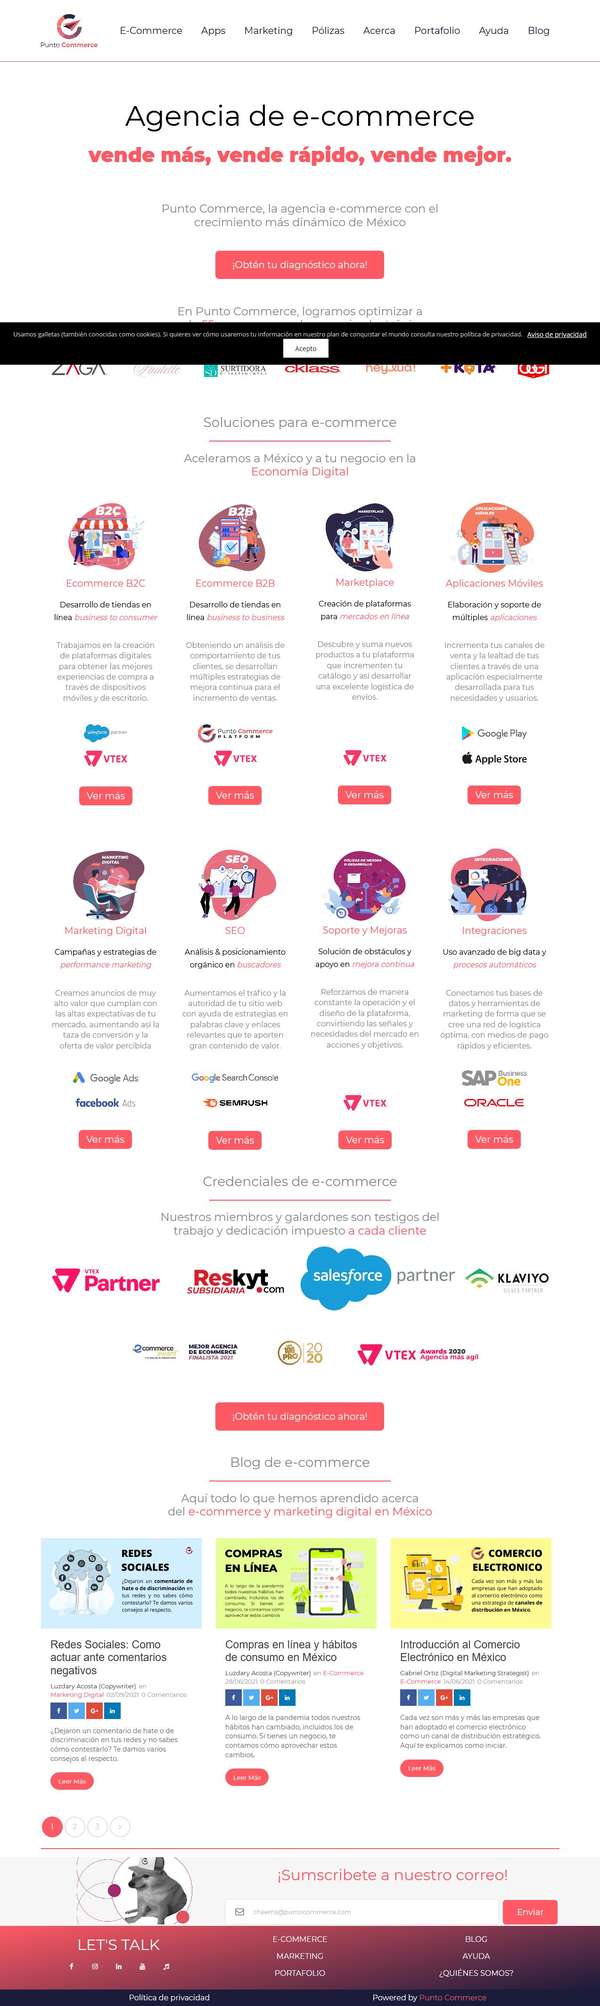 Punto Commerce
E-Commerce Apps Marketing Pólizas Acerca Portafolio Ayuda Blog
Agencia de e-commerce
vende más, vende rápido, vende mejor.
Punto Commerce, la agencia e-commerce con el
crecimiento más dinámico de México
¡Obtén tu diagnóstico ahora!
En Punto Commerce, logramos optimizar a
Usamos galletas (también conocidas como cookies). Si quieres ver cómo usaremos tu información en nuestro plan de conquistar el mundo consulta nuestro política de privacidad. Aviso de privacidad
Acepto
ZAGA SURTIDORA cklass
Soluciones para e-commerce
Aceleramos a México y a tu negocio en la
Economía Digital
B2C B2B MARKETPLACE APLICACIONES MÓVILES
Ecommerce B2C
Desarrollo de tiendas en
línea business to consumer
Trabajamos en la creación
de plataformas digitales
para obtener las mejores
experiencias de compra a
través de dispositivos
móviles y de escritorio.
salesforce partner
VTEX
Ver más
Ecommerce B2B
Desarrollo de tiendas en
línea business to business
Obteniendo un análisis de
comportamiento de tus
clientes, se desarrollan
múltiples estrategias de
mejora continua para el
incremento de ventas.
Punto Commerce
PLATFORM
VTEX
Ver más
Marketplace
Creación de plataformas
para mercados en línea
Descubre y suma nuevos
productos a tu plataforma
que incrementen tu
catálogo y así desarrollar
una excelente logística de
envíos.
VTEX
Ver más
Aplicaciones Móviles
Elaboración y soporte de
múltiples aplicaciones
Incrementa tus canales de
venta y la lealtad de tus
clientes a través de una
aplicación especialmente
desarrollada para tus
necesidades y usuarios.
Google Play
Apple Store
Ver más
MARKETING DIGITAL
Marketing Digital
Campañas y estrategias de
performance marketing
Creamos anuncios de muy
alto valor que cumplan con
las altas expectativas de tu
mercado, aumentando así la
taza de conversión y la
oferta de valor percibida
Google Ads
facebook Ads
Ver más
SEO
SEO
Análisis & posicionamiento
orgánico en buscadores
Aumentamos el tráfico y la
autoridad de tu sitio web
con ayuda de estrategias en
palabras clave y enlaces
relevantes que te aporten
gran contenido de valor.
Google Search Console
SEMRUSH
Ver más
PÓLIZAS DE MEJORA O DESARROLLO
Soporte y Mejoras
Solución de obstáculos y
apoyo en mejora continua
Reforzamos de manera
constante la operación y el
diseño de la plataforma,
convirtiendo las señales y
necesidades del mercado en
acciones y objetivos.
VTEX
Ver más
INTEGRACIONES
Integraciones
Uso avanzado de big data y
procesos automáticos
Conectamos tus bases de
datos y herramientas de
marketing de forma que se
cree una red de logística
óptima, con medios de pago
rápidos y eficientes.
SAP Business One
ORACLE
Ver más
Credenciales de e-commerce
Nuestros miembros y galardones son testigos del
trabajo y dedicación impuesto a cada cliente
VTEX Partner
Reskyt.com
SUBSIDIARIA
salesforce partner
KLAVIYO
SILVER PARTNER
ecommerce award
MEJOR AGENCIA
DE ECOMMERCE
FINALISTA 2021
2020
VTEX Awards 2020
Agencia más ágil
¡Obtén tu diagnóstico ahora!
Blog de e-commerce
Aquí todo lo que hemos aprendido acerca
del e-commerce y marketing digital en México
REDES
SOCIALES
¿Dejaron un comentario de
hate o de discriminación en
tus redes y no sabes cómo
contestarlo? Te damos varios
consejos al respecto.
Redes Sociales: Como
actuar ante comentarios
negativos
Luzdary Acosta (Copywriter) en
Marketing Digital 02/09/2021 0 Comentarios
¿Dejaron un comentario de hate o de
discriminación en tus redes y no sabes
cómo contestarlo? Te damos varios
consejos al respecto.
Leer Más
COMPRAS
EN LÍNEA
A lo largo de la pandemia
todos nuestros hábitos
Compras en línea y hábitos
de consumo en México
Luzdary Acosta (Copywriter) en E-Commerce
28/06/2021 0 Comentarios
A lo largo de la pandemia todos nuestros
hábitos han cambiado, incluidos los de
consumo. Si tienes un negocio, te
contamos cómo aprovechar estos
cambios.
Leer Más
COMERCIO
ELECTRONICO
Cada vez son más y más las
empresas que han adoptado
el comercio electrónico como
una estrategia de canales de
distribución en México.
Introducción al Comercio
Electrónico en México
Gabriel Ortiz (Digital Marketing Strategist) en
E-Commerce 14/06/2021 0 Comentarios
Cada vez son más y más las empresas
que han adoptado el comercio electrónico
como un canal de distribución estratégico.
Aquí te explicamos como iniciar.
Leer Más
1 2 3 >
¡Sumscribete a nuestro correo!
cheems@puntocommerce.com
Enviar
LET'S TALK
E-COMMERCE
MARKETING
PORTAFOLIO
BLOG
AYUDA
¿QUIÉNES SOMOS?
Política de privacidad
Powered by Punto Commerce